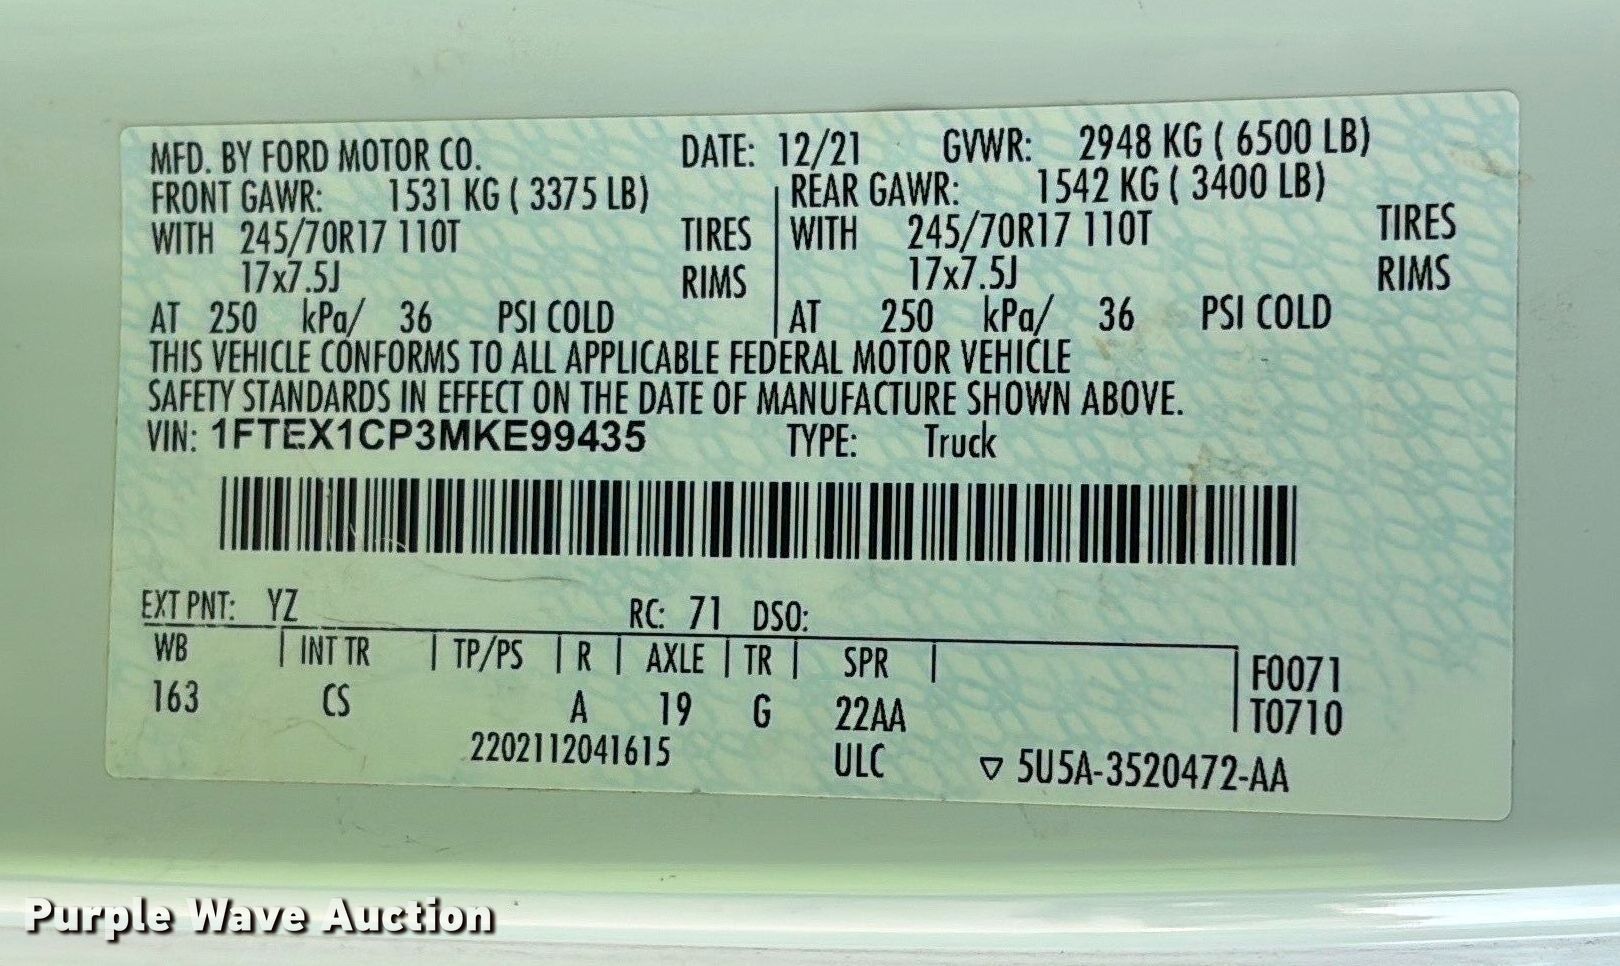 MFD. BY FORD MOTOR CO. DATE: 12/21 GVWR: 2948 KG ( 6500 LB)
FRONT GAWR: 1531 KG ( 3375 LB) REAR GAWR: 1542 KG ( 3400 LB)
WITH 245/70R17 110T TIRES WITH 245/70R17 110T TIRES
17x7.5J RIMS 17x7.5J RIMS
AT 250 kPa/ 36 PSI COLD AT 250 kPa/ 36 PSI COLD
THIS VEHICLE CONFORMS TO ALL APPLICABLE FEDERAL MOTOR VEHICLE
SAFETY STANDARDS IN EFFECT ON THE DATE OF MANUFACTURE SHOWN ABOVE.
VIN: 1FTEX1CP3MKE99435 TYPE: Truck
EXT PNT: YZ RC: 71 DSO:
WB INT TR TP/PS R AXLE TR SPR F0071
163 CS A 19 G 22AA T0710
2202112041615 ULC ▽ 5U5A-3520472-AA
Purple Wave Auction